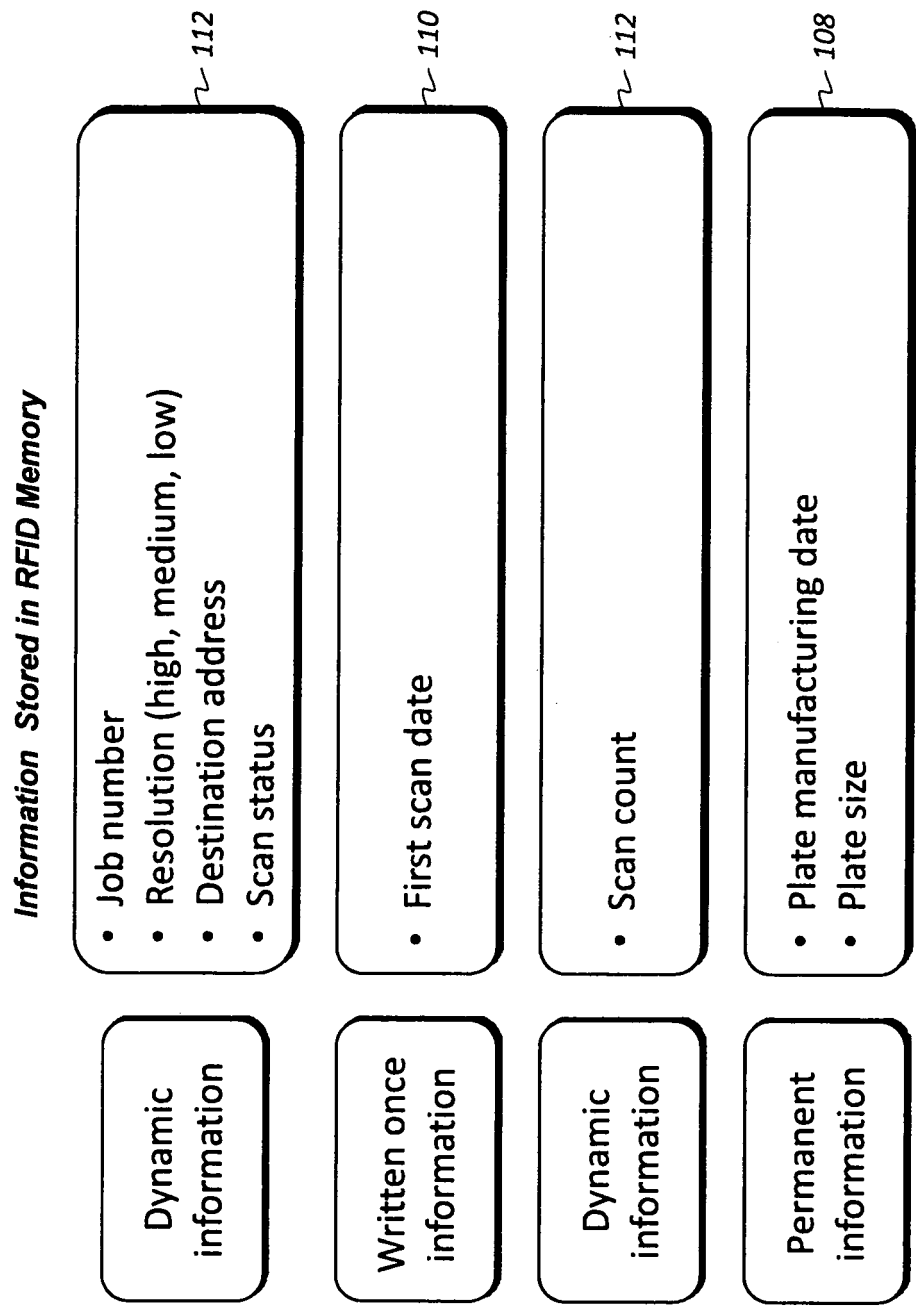 Information Stored in RFID Memory
Dynamic
information
• Job number
• Resolution (high, medium, low)
• Destination address
• Scan status
112
Written once
information
• First scan date
110
Dynamic
information
• Scan count
112
Permanent
information
• Plate manufacturing date
• Plate size
108